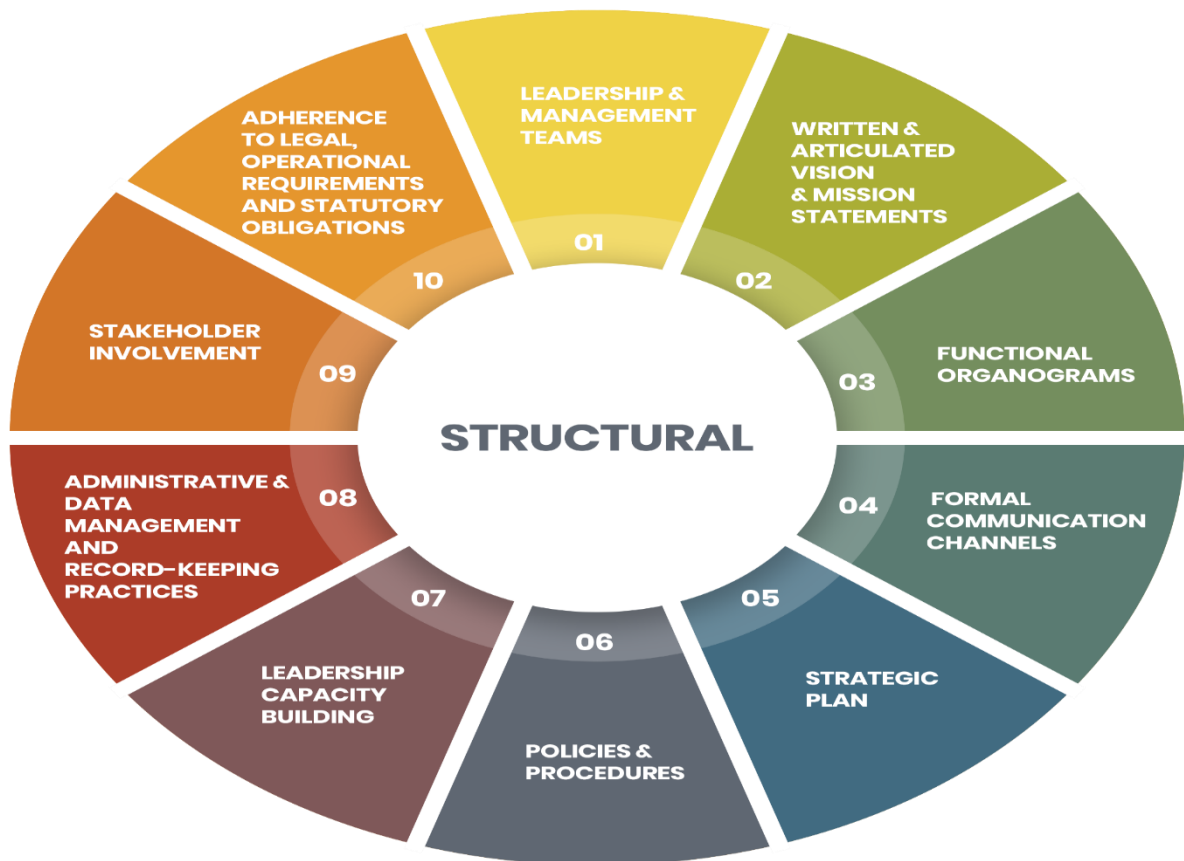 LEADERSHIP &
MANAGEMENT
TEAMS
01
WRITTEN &
ARTICULATED
VISION
& MISSION
STATEMENTS
02
FUNCTIONAL
ORGANOGRAMS
03
FORMAL
COMMUNICATION
CHANNELS
04
STRATEGIC
PLAN
05
POLICIES &
PROCEDURES
06
LEADERSHIP
CAPACITY
BUILDING
07
ADMINISTRATIVE &
DATA
MANAGEMENT
AND
RECORD-KEEPING
PRACTICES
08
STAKEHOLDER
INVOLVEMENT
09
ADHERENCE
TO LEGAL,
OPERATIONAL
REQUIREMENTS
AND STATUTORY
OBLIGATIONS
10
STRUCTURAL